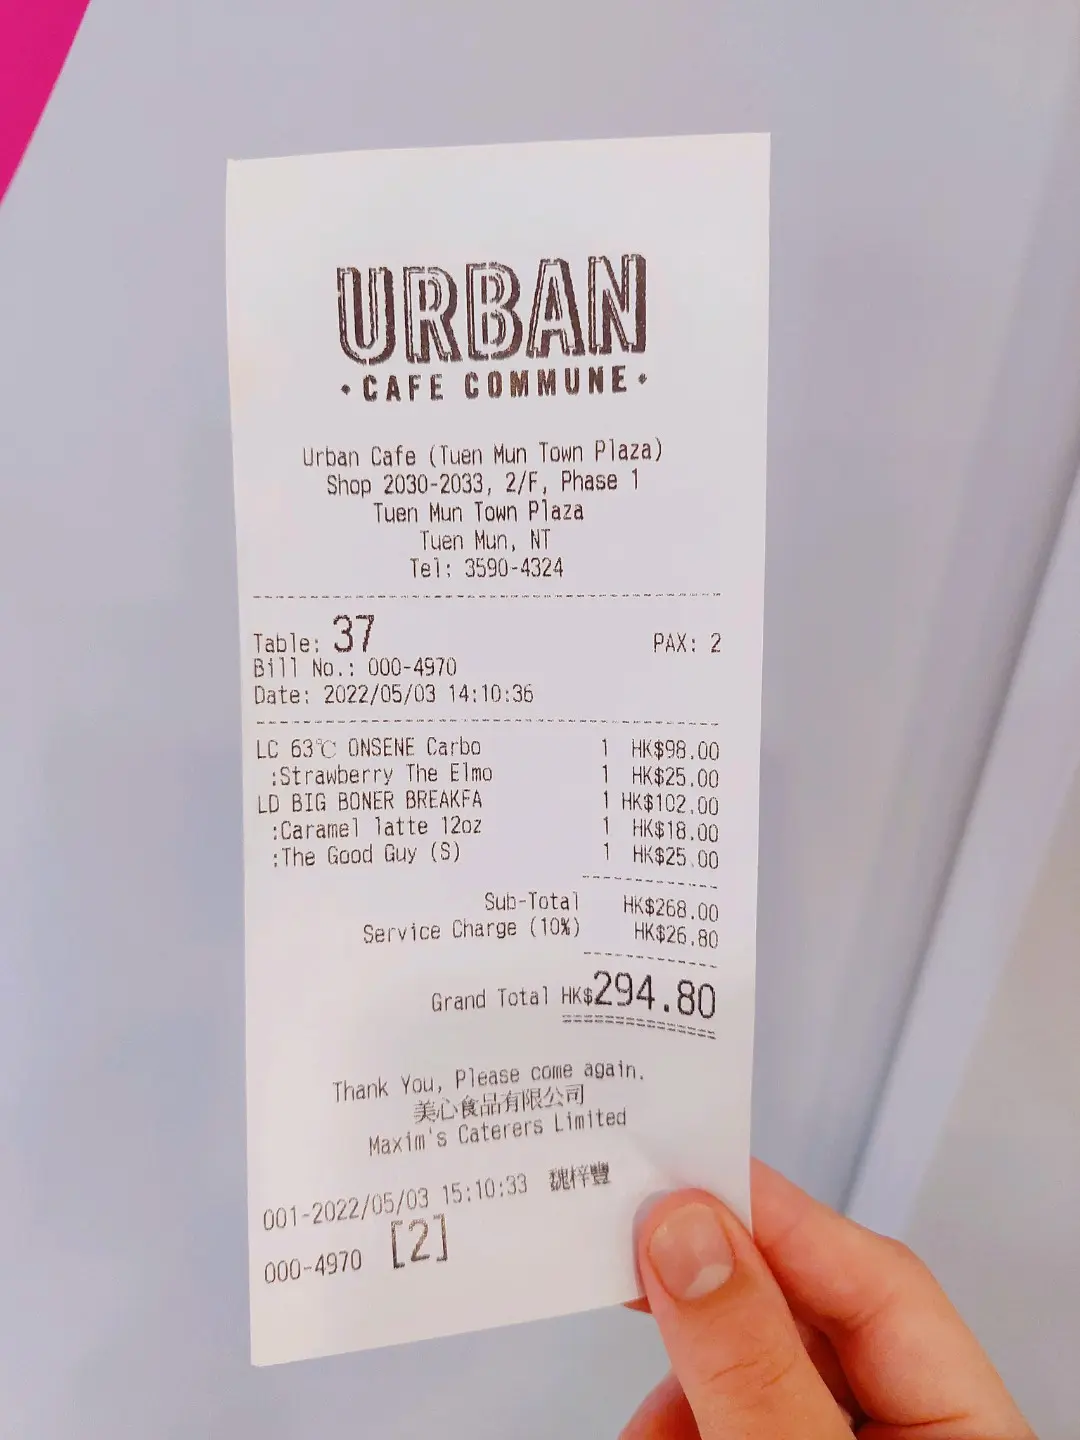 URBAN
·CAFE COMMUNE·
Urban Cafe (Tuen Mun Town Plaza)
Shop 2030-2033, 2/F, Phase 1
Tuen Mun Town Plaza
Tuen Mun, NT
Tel: 3590-4324
Table: 37 PAX: 2
Bill No.: 000-4970
Date: 2022/05/03 14:10:36
LC 63℃ ONSENE Carbo 1 HK$98.00
:Strawberry The Elmo 1 HK$25.00
LD BIG BONER BREAKFA 1 HK$102.00
:Caramel latte 12oz 1 HK$18.00
:The Good Guy (S) 1 HK$25.00
Sub-Total HK$268.00
Service Charge (10%) HK$26.80
Grand Total HK$294.80
Thank You, Please come again.
美心食品有限公司
Maxim's Caterers Limited
001-2022/05/03 15:10:33 魏梓豐
000-4970 [2]